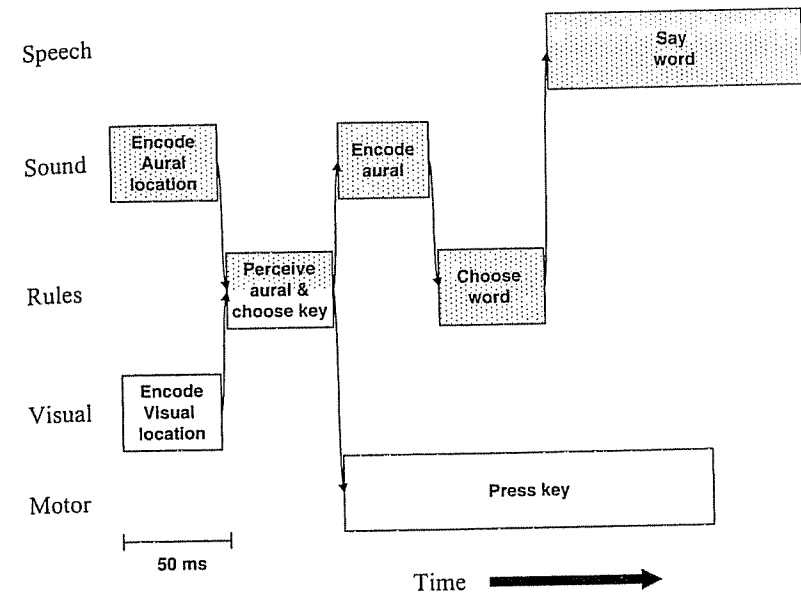 Speech
Say
word
Sound
Encode
Aural
location
Encode
aural
Rules
Perceive
aural &
choose key
Choose
word
Visual
Encode
Visual
location
Motor
Press key
50 ms
Time